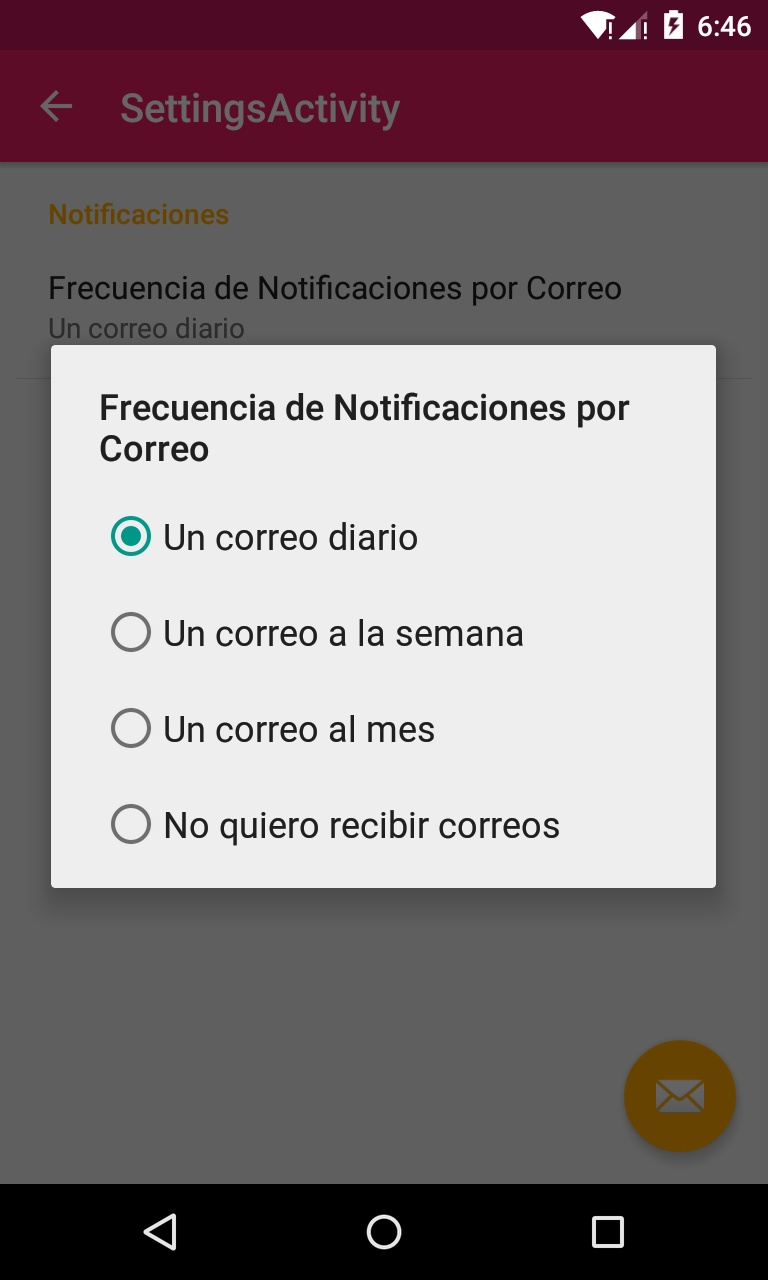 6:46
SettingsActivity
Notificaciones
Frecuencia de Notificaciones por Correo
Un correo diario
Frecuencia de Notificaciones por
Correo
Un correo diario
Un correo a la semana
Un correo al mes
No quiero recibir correos